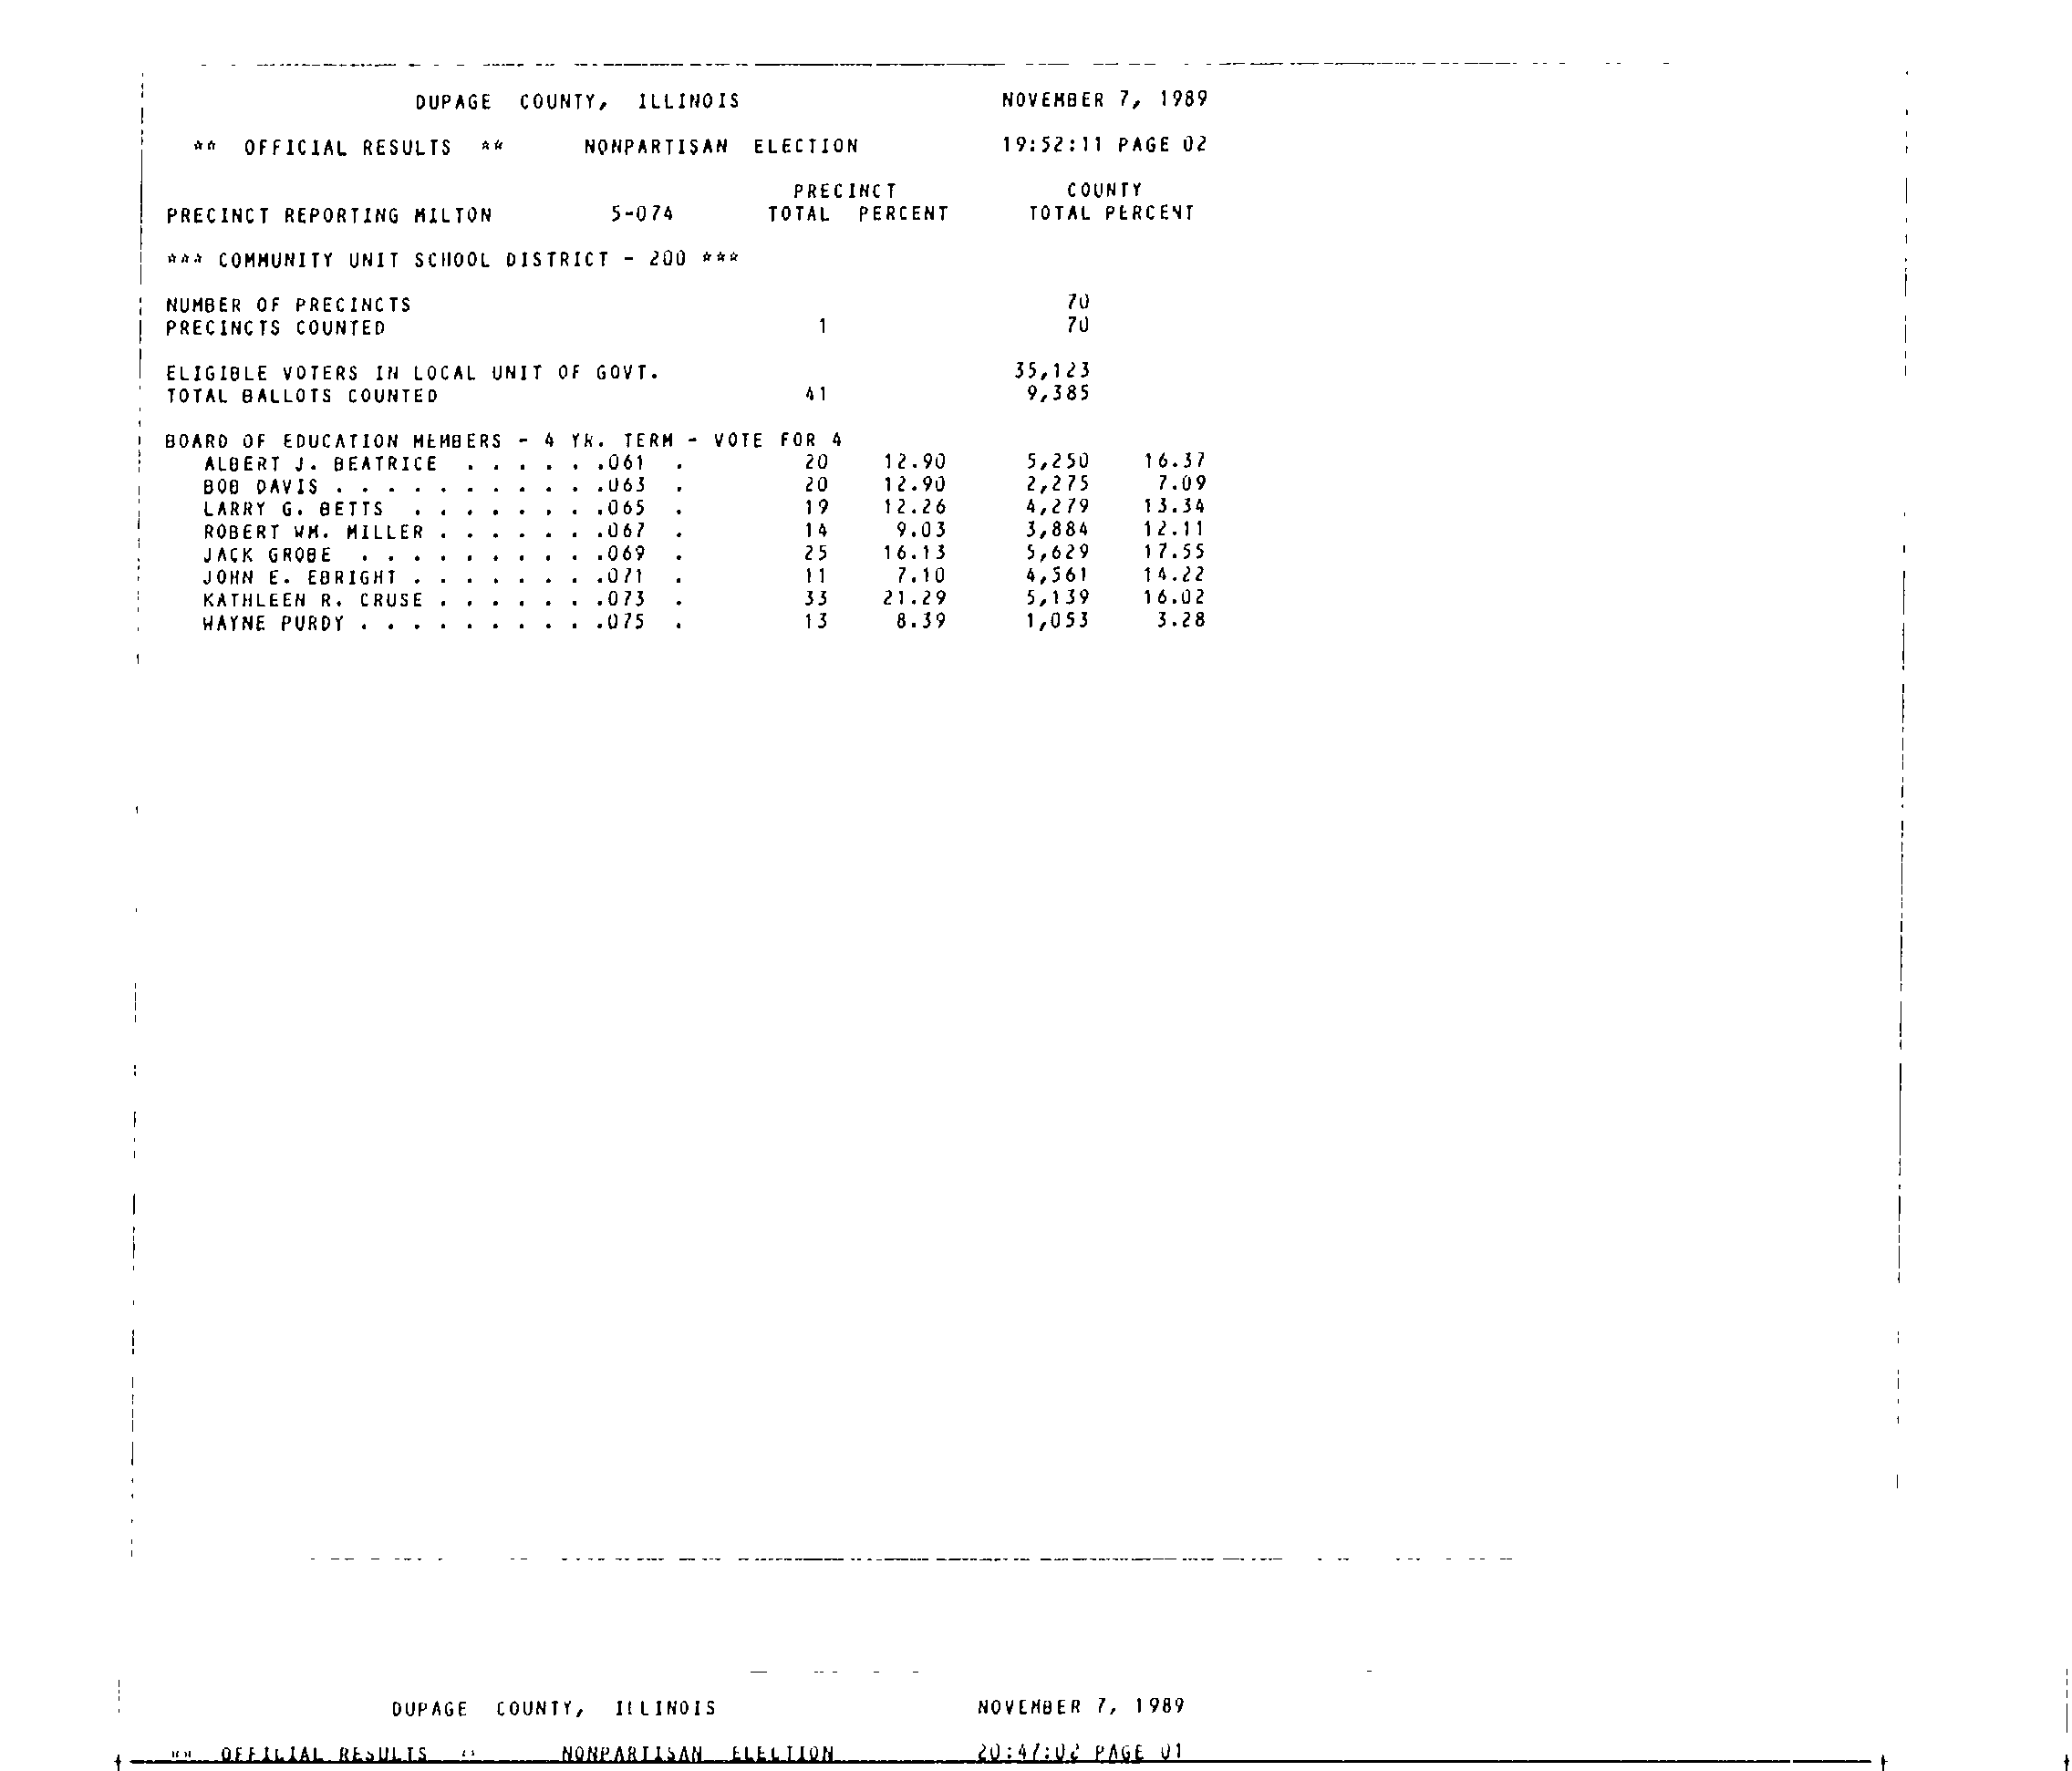 DUPAGE COUNTY, ILLINOIS NOVEMBER 7, 1989
** OFFICIAL RESULTS ** NONPARTISAN ELECTION 19:52:11 PAGE 02
PRECINCT COUNTY
PRECINCT REPORTING MILTON 5-074 TOTAL PERCENT TOTAL PERCENT
*** COMMUNITY UNIT SCHOOL DISTRICT - 200 ***
NUMBER OF PRECINCTS 70
PRECINCTS COUNTED 1 70
ELIGIBLE VOTERS IN LOCAL UNIT OF GOVT. 35,123
TOTAL BALLOTS COUNTED 41 9,385
BOARD OF EDUCATION MEMBERS - 4 YR. TERM - VOTE FOR 4
ALBERT J. BEATRICE . . . . . .061 . 20 12.90 5,250 16.37
BOB DAVIS . . . . . . . . . . .063 . 20 12.90 2,275 7.09
LARRY G. BETTS . . . . . . . .065 . 19 12.26 4,279 13.34
ROBERT WM. MILLER . . . . . . .067 . 14 9.03 3,884 12.11
JACK GROBE . . . . . . . . . .069 . 25 16.13 5,629 17.55
JOHN E. EBRIGHT . . . . . . . .071 . 11 7.10 4,561 14.22
KATHLEEN R. CRUSE . . . . . . .073 . 33 21.29 5,139 16.02
WAYNE PURDY . . . . . . . . . .075 . 13 8.39 1,053 3.28
DUPAGE COUNTY, ILLINOIS NOVEMBER 7, 1989
** OFFICIAL RESULTS ** NONPARTISAN ELECTION 20:47:02 PAGE 01